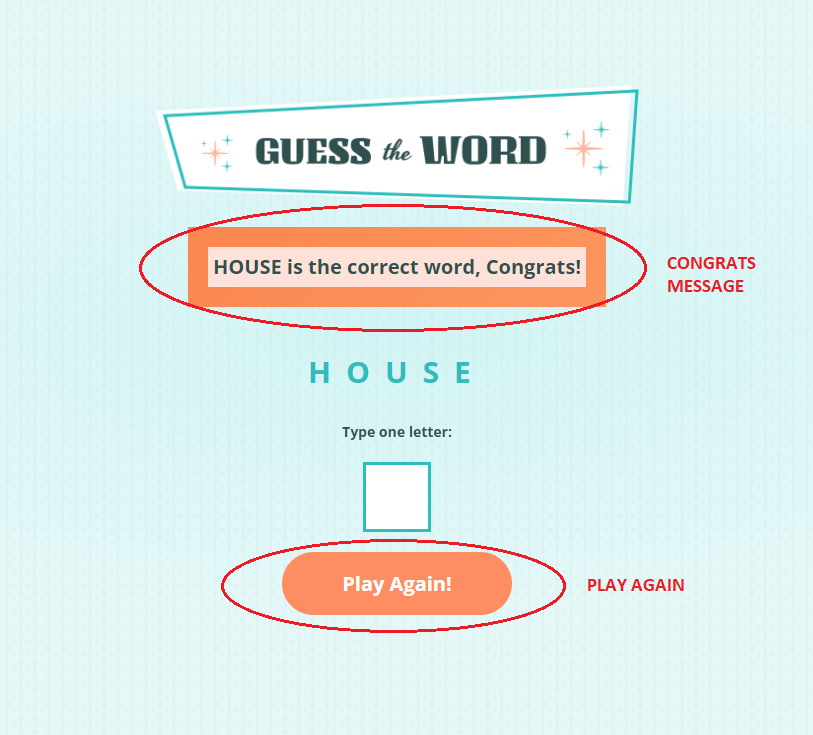 GUESS the WORD
HOUSE is the correct word, Congrats!
CONGRATS
MESSAGE
H O U S E
Type one letter:
Play Again!
PLAY AGAIN